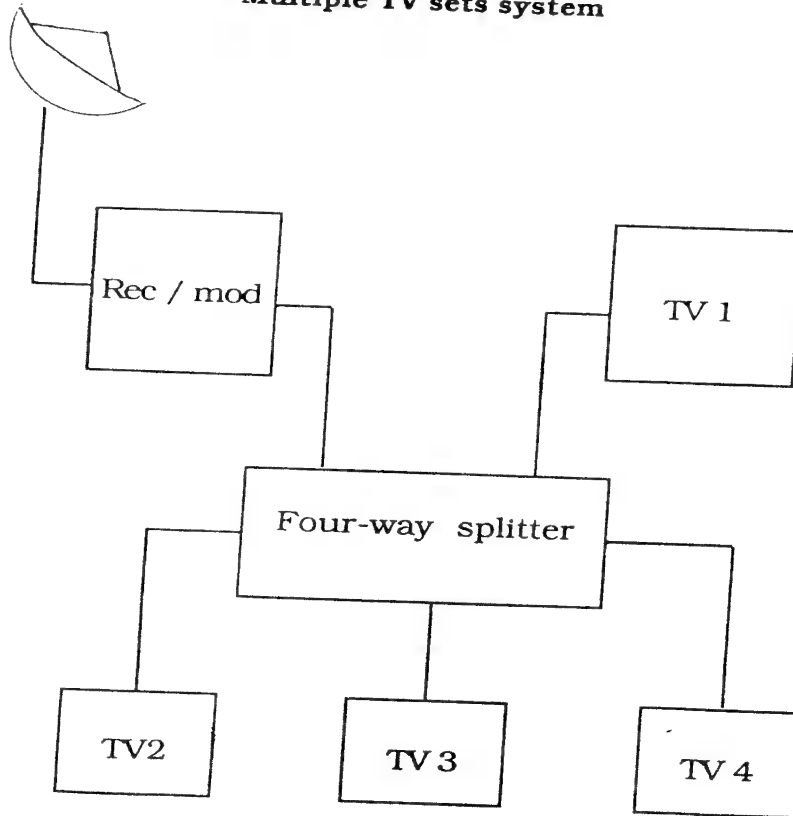 Multiple TV sets system
Rec / mod
TV 1
Four-way splitter
TV2
TV 3
TV 4